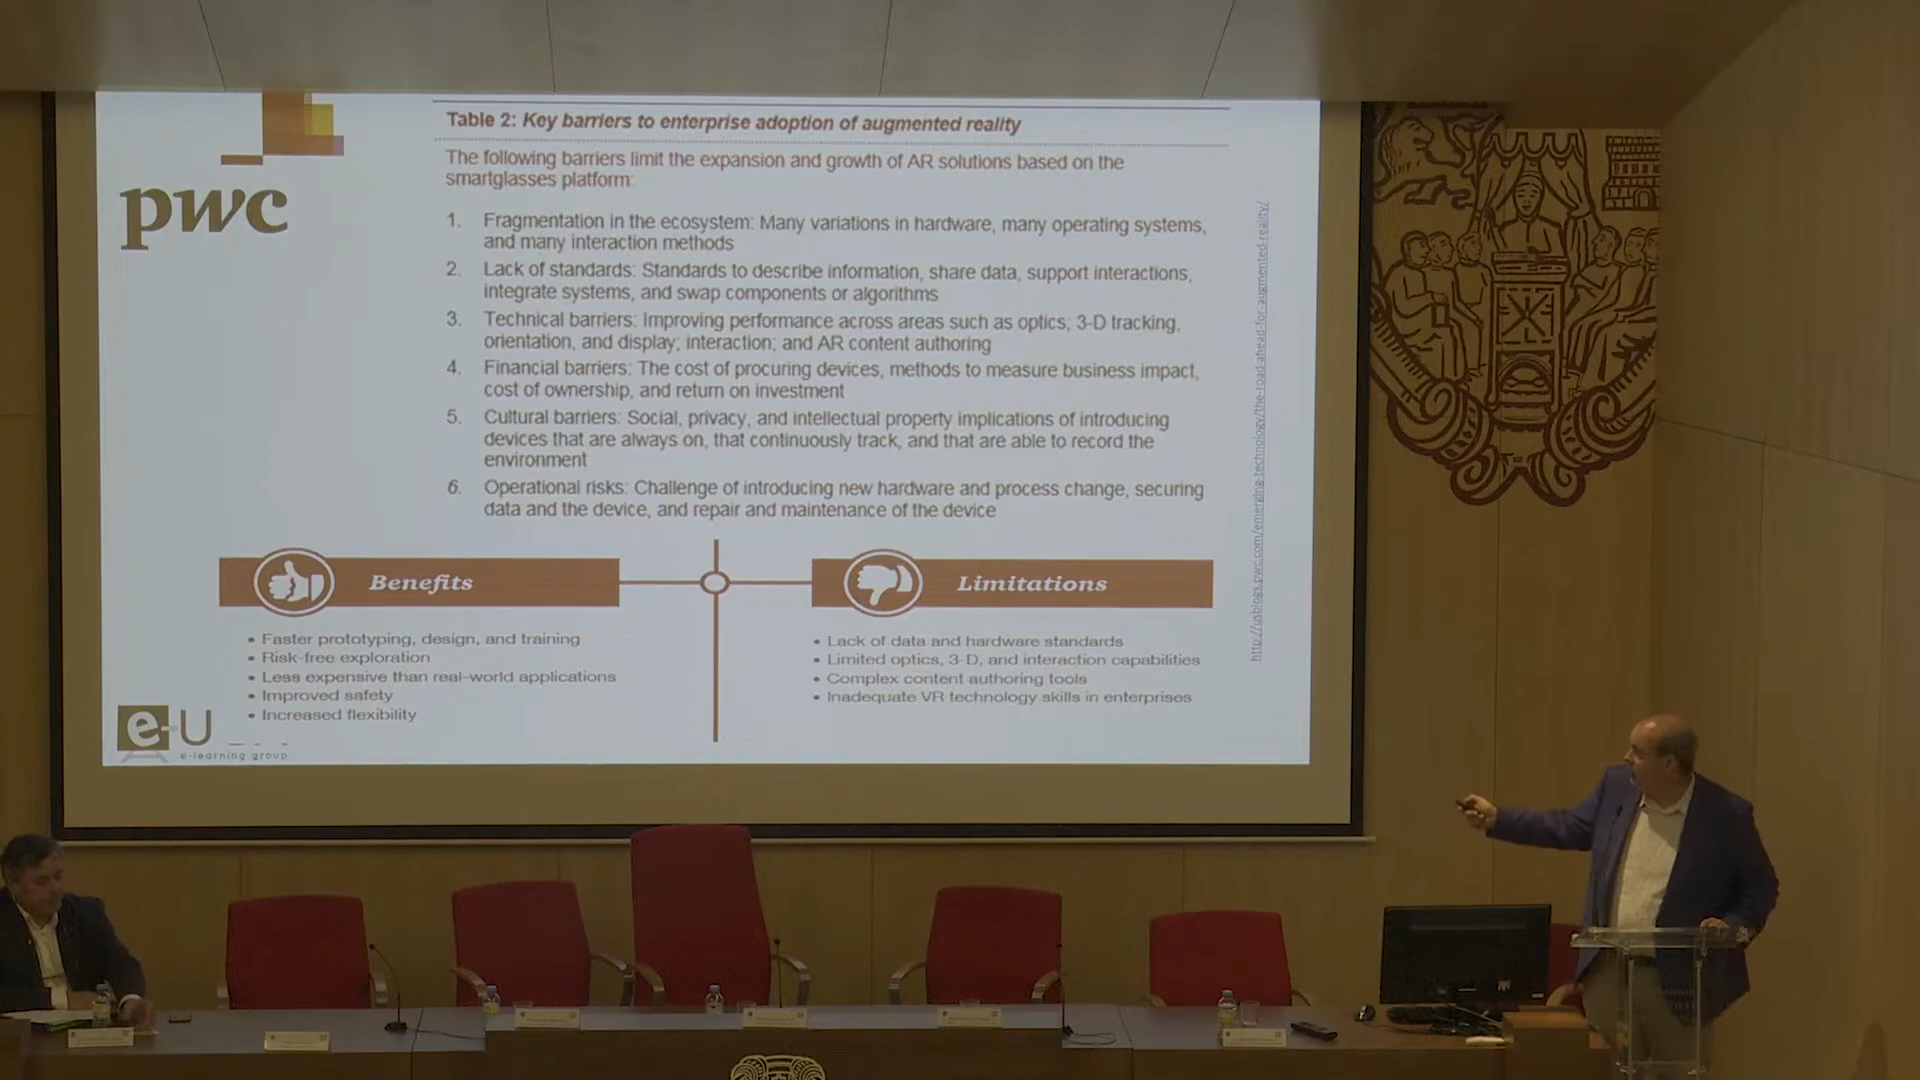 pwc
Table 2: Key barriers to enterprise adoption of augmented reality
The following barriers limit the expansion and growth of AR solutions based on the
smartglasses platform:
1. Fragmentation in the ecosystem: Many variations in hardware, many operating systems,
and many interaction methods
2. Lack of standards: Standards to describe information, share data, support interactions,
integrate systems, and swap components or algorithms
3. Technical barriers: Improving performance across areas such as optics; 3-D tracking,
orientation, and display; interaction; and AR content authoring
4. Financial barriers: The cost of procuring devices, methods to measure business impact,
cost of ownership, and return on investment
5. Cultural barriers: Social, privacy, and intellectual property implications of introducing
devices that are always on, that continuously track, and that are able to record the
environment
6. Operational risks: Challenge of introducing new hardware and process change, securing
data and the device, and repair and maintenance of the device
Benefits
• Faster prototyping, design, and training
• Risk-free exploration
• Less expensive than real-world applications
• Improved safety
• Increased flexibility
Limitations
• Lack of data and hardware standards
• Limited optics, 3-D, and interaction capabilities
• Complex content authoring tools
• Inadequate VR technology skills in enterprises
http://usblogs.pwc.com/emerging-technology/the-road-ahead-for-augmented-reality/
e-U
e-learning group